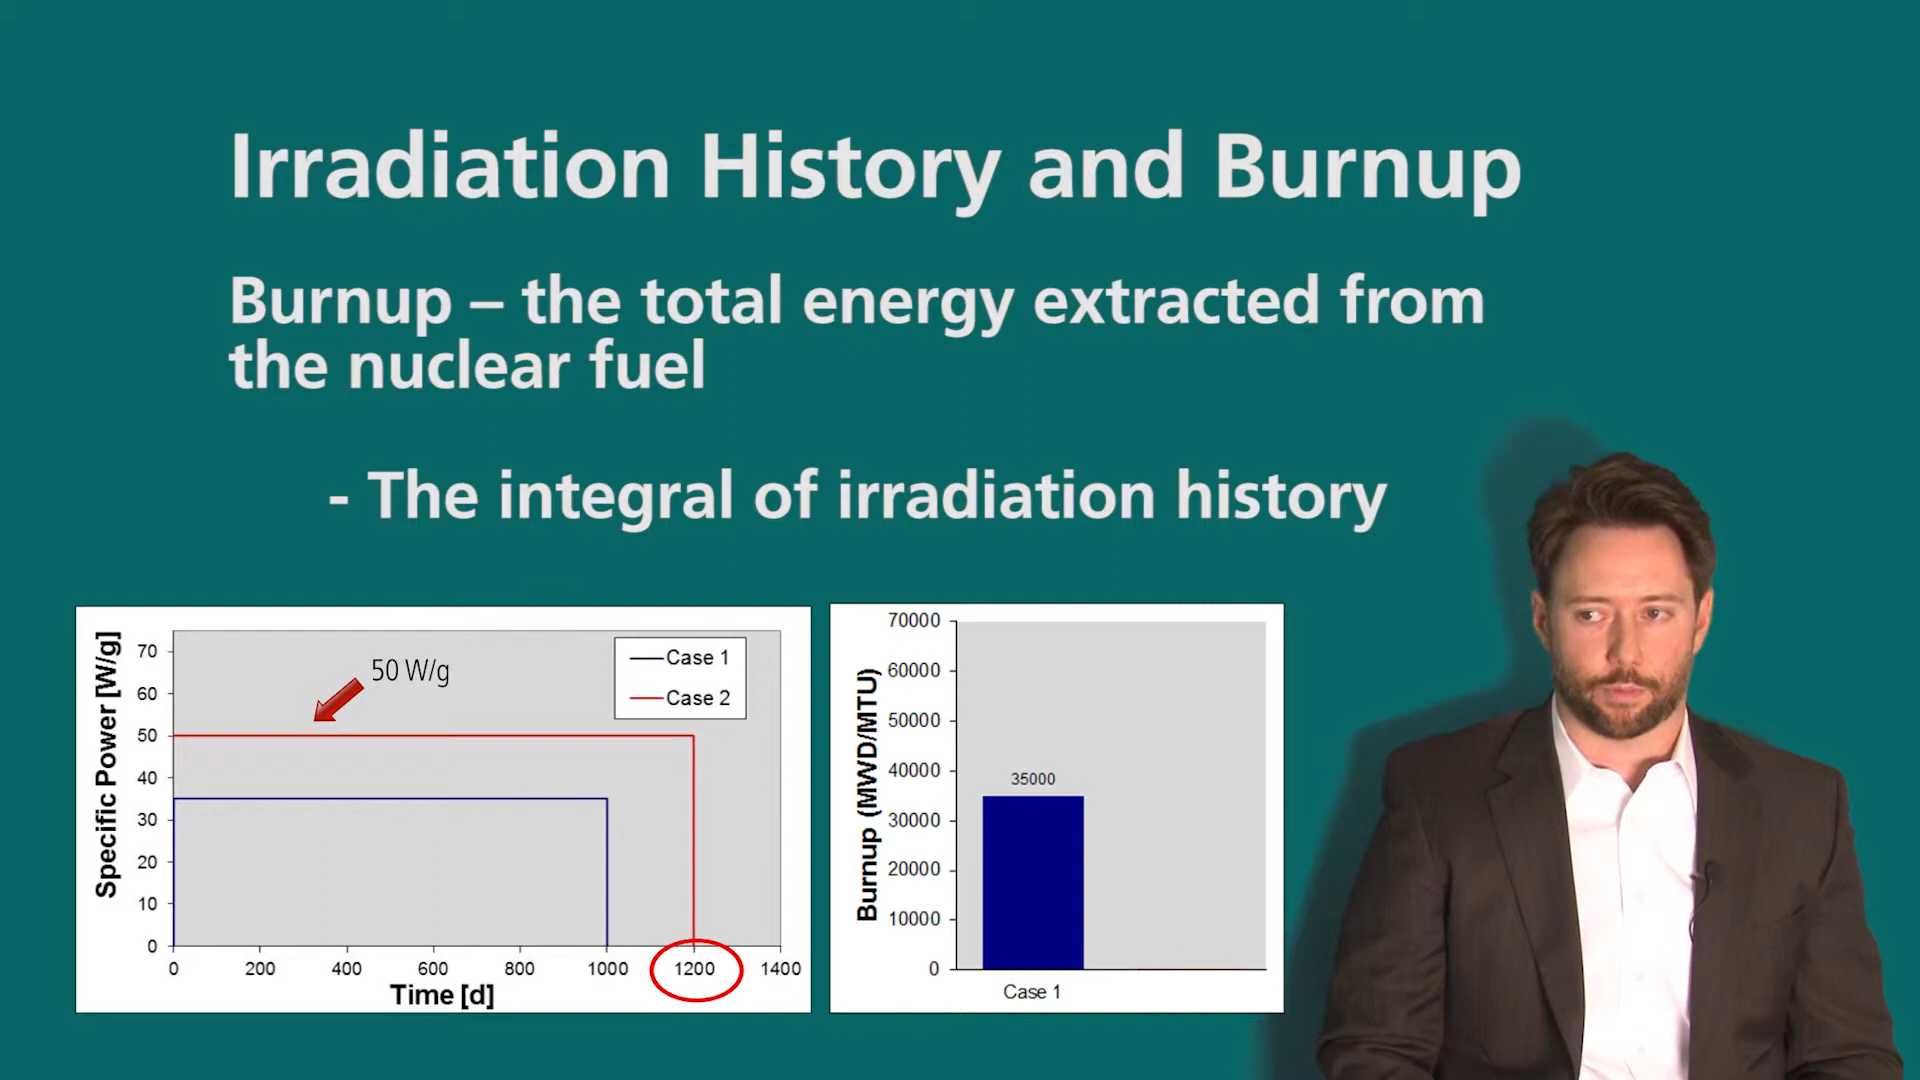 Irradiation History and Burnup
Burnup – the total energy extracted from
the nuclear fuel
- The integral of irradiation history
Specific Power [W/g]
70
60
50
40
30
20
10
0
50 W/g
Case 1
Case 2
0 200 400 600 800 1000 1200 1400
Time [d]
Burnup (MWD/MTU)
70000
60000
50000
40000
30000
20000
10000
0
35000
Case 1